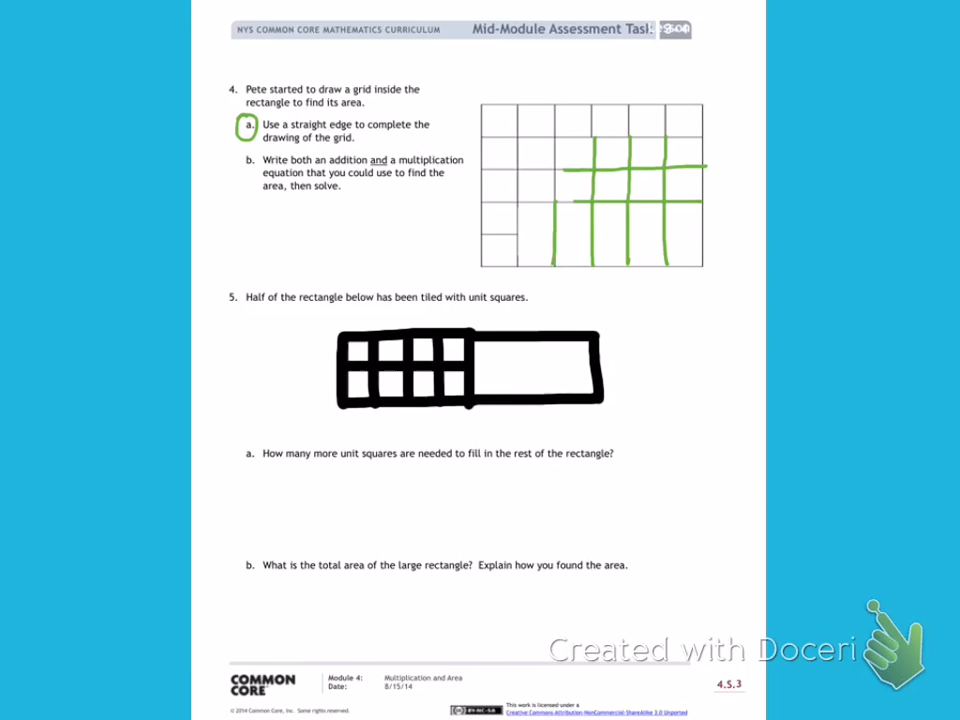 NYS COMMON CORE MATHEMATICS CURRICULUM
Mid-Module Assessment Task
4. Pete started to draw a grid inside the
rectangle to find its area.
a. Use a straight edge to complete the
drawing of the grid.
b. Write both an addition and a multiplication
equation that you could use to find the
area, then solve.
5. Half of the rectangle below has been tiled with unit squares.
a. How many more unit squares are needed to fill in the rest of the rectangle?
b. What is the total area of the large rectangle? Explain how you found the area.
Created with Doceri
COMMON
CORE
Module 4: Multiplication and Area
Date: 8/15/14
4.S.3
© 2014 Common Core, Inc. Some rights reserved.
This work is licensed under a
Creative Commons Attribution-NonCommercial-ShareAlike 3.0 Unported